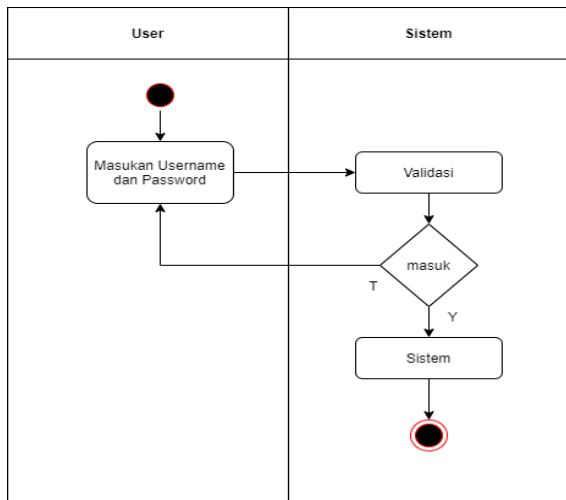 User
Sistem
Masukan Username
dan Password
Validasi
masuk
T
Y
Sistem